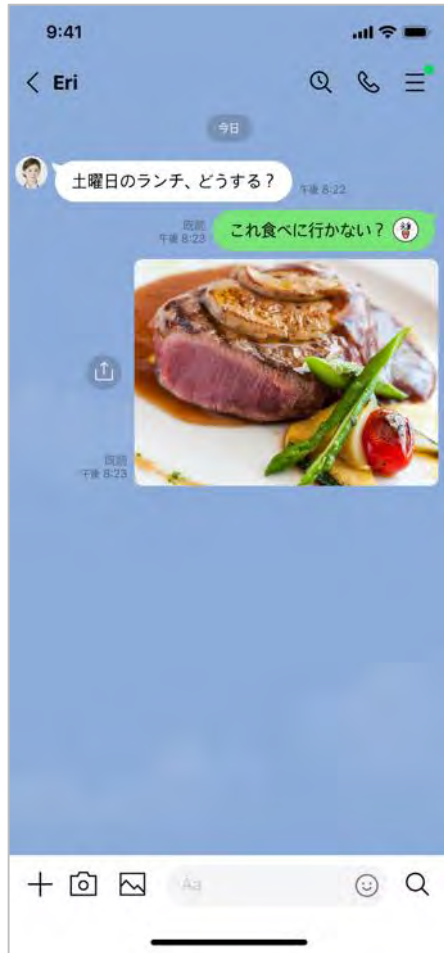 9:41
Eri
今日
土曜日のランチ、どうする?
午後 8:22
既読
午後 8:23
これ食べに行かない?
既読
午後 8:23
Aa